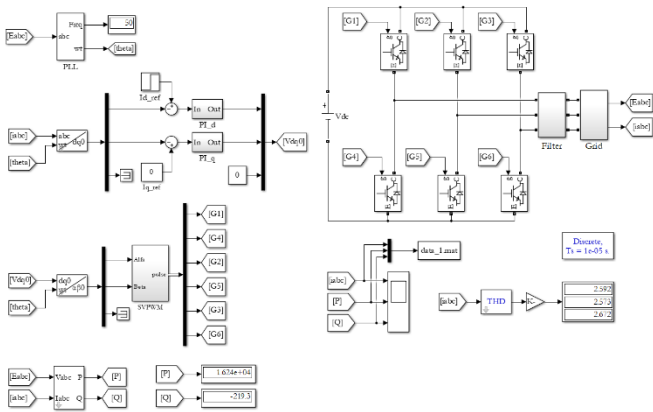 [Eabc]
Freq
abc
wt
PLL
50
[theta]
[iabc]
[theta]
abc
wt
dq0
Id_ref
In Out
PI_d
In Out
PI_q
0
Iq_ref
0
[Vdq0]
[Vdq0]
[theta]
dq0
Alfa
Beta
pulse
SVPWM
[G1]
[G4]
[G2]
[G5]
[G3]
[G6]
[Eabc]
[iabc]
Vabc P
Iabc Q
[P]
[Q]
[P]
1.624e+04
[Q]
-219.3
[G1]
[G2]
[G3]
Vdc
[G4]
[G5]
[G6]
Filter
Grid
[Eabc]
[iabc]
data_1.mat
[iabc]
[P]
[Q]
Discrete,
Ts = 1e-05 s.
[iabc]
THD
K-
2.592
2.573
2.672